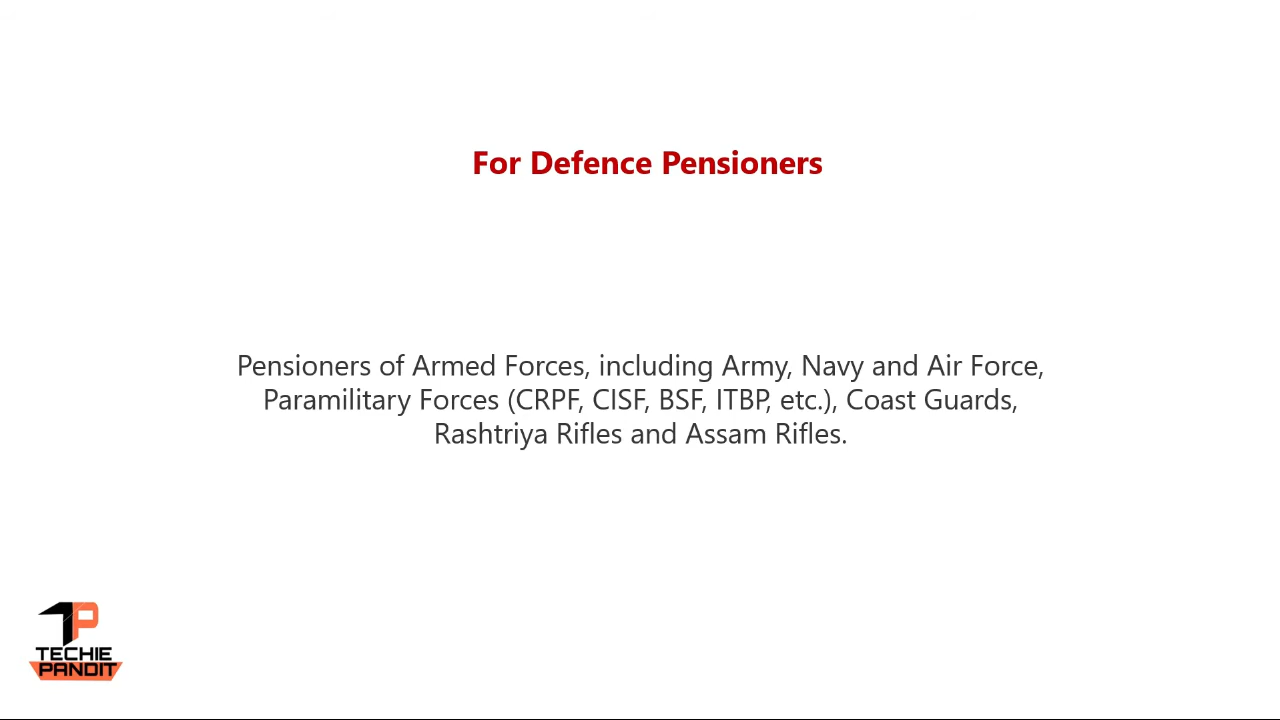 For Defence Pensioners
Pensioners of Armed Forces, including Army, Navy and Air Force,
Paramilitary Forces (CRPF, CISF, BSF, ITBP, etc.), Coast Guards,
Rashtriya Rifles and Assam Rifles.
TP
TECHIE
PANDIT